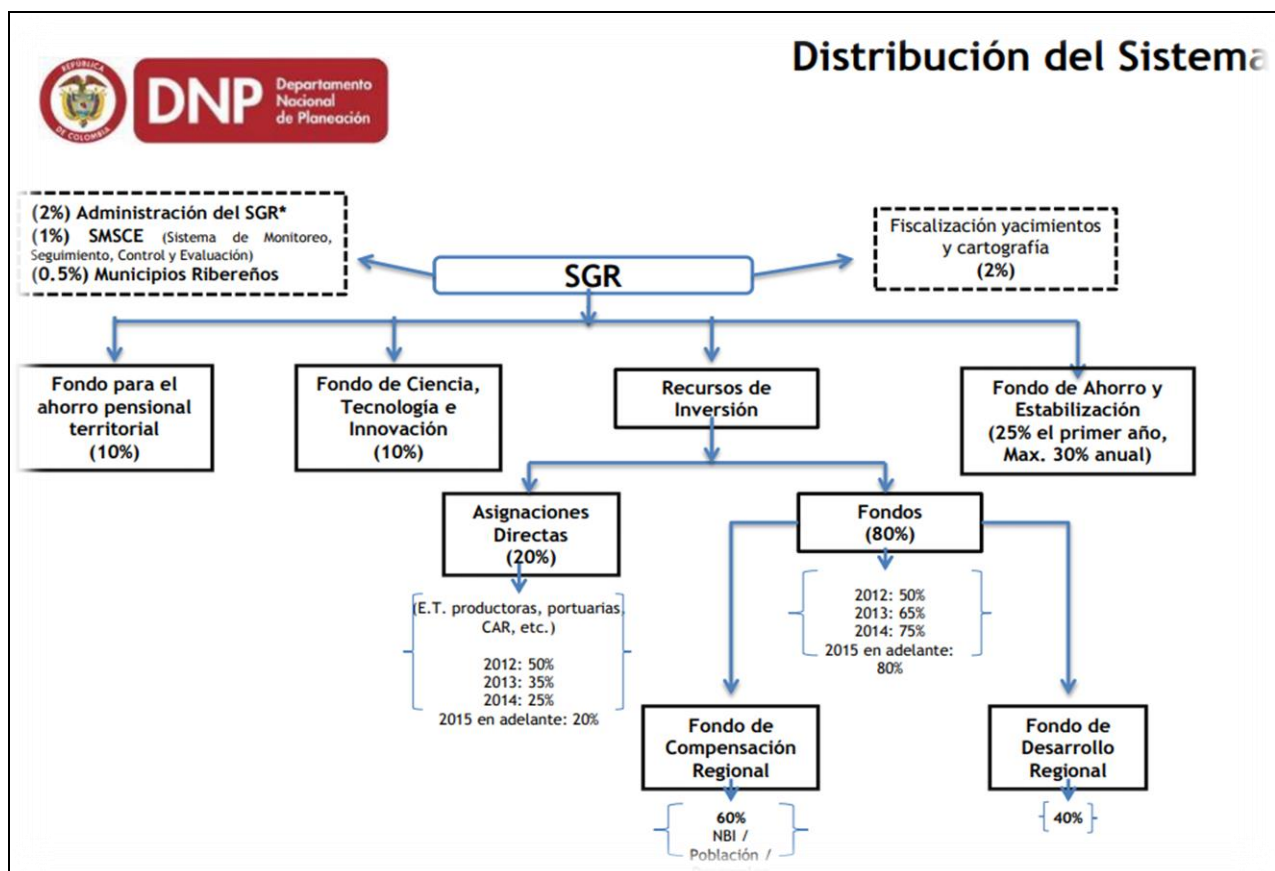 REPÚBLICA
DE COLOMBIA
DNP
Departamento
Nacional
de Planeación
Distribución del Sistema
(2%) Administración del SGR*
(1%) SMSCE (Sistema de Monitoreo,
Seguimiento, Control y Evaluación)
(0.5%) Municipios Ribereños
Fiscalización yacimientos
y cartografía
(2%)
SGR
Fondo para el
ahorro pensional
territorial
(10%)
Fondo de Ciencia,
Tecnología e
Innovación
(10%)
Recursos de
Inversión
Fondo de Ahorro y
Estabilización
(25% el primer año,
Max. 30% anual)
Asignaciones
Directas
(20%)
Fondos
(80%)
(E.T. productoras, portuarias,
CAR, etc.)
2012: 50%
2013: 35%
2014: 25%
2015 en adelante: 20%
2012: 50%
2013: 65%
2014: 75%
2015 en adelante:
80%
Fondo de
Compensación
Regional
Fondo de
Desarrollo
Regional
60%
NBI /
Población /
40%